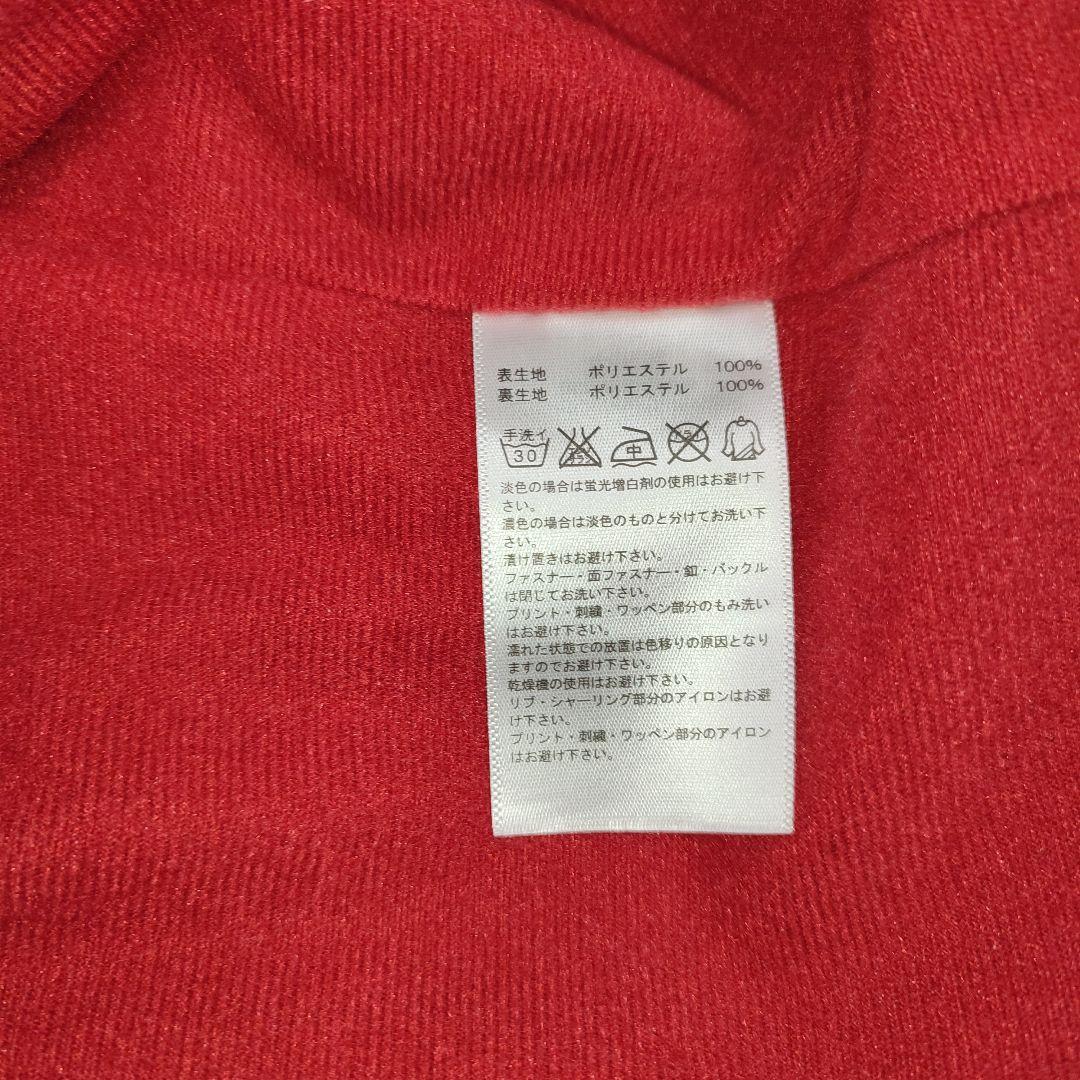 表生地 ポリエステル 100%
裏生地 ポリエステル 100%
手洗イ
30
中
淡色の場合は蛍光増白剤の使用はお避け下
さい。
濃色の場合は淡色のものと分けてお洗い下
さい。
漬け置きはお避け下さい。
ファスナー・面ファスナー・釦・バックル
は閉じてお洗い下さい。
プリント・刺繍・ワッペン部分のもみ洗い
はお避け下さい。
濡れた状態での放置は色移りの原因となり
ますのでお避け下さい。
乾燥機の使用はお避け下さい。
リブ・シャーリング部分のアイロンはお避
け下さい。
プリント・刺繍・ワッペン部分のアイロン
はお避け下さい。